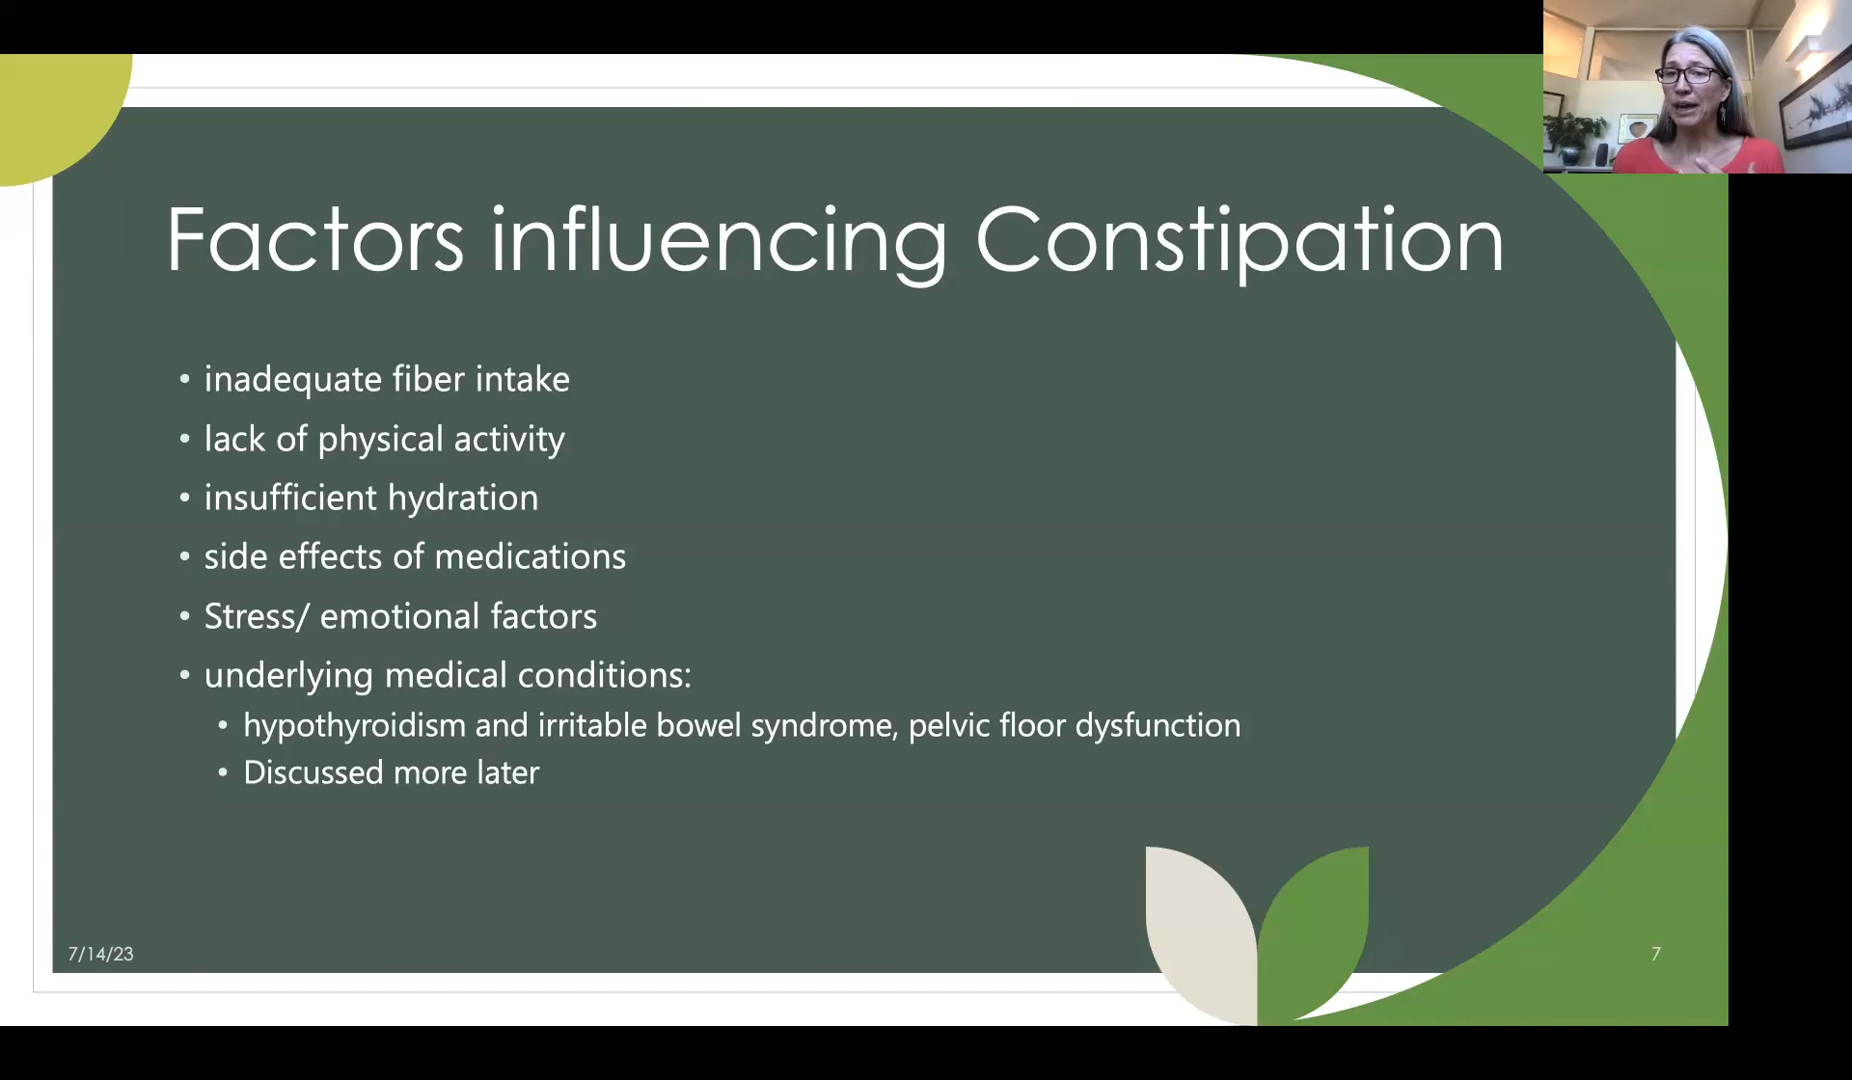 Factors influencing Constipation
• inadequate fiber intake
• lack of physical activity
• insufficient hydration
• side effects of medications
• Stress/ emotional factors
• underlying medical conditions:
• hypothyroidism and irritable bowel syndrome, pelvic floor dysfunction
• Discussed more later
7/14/23
7